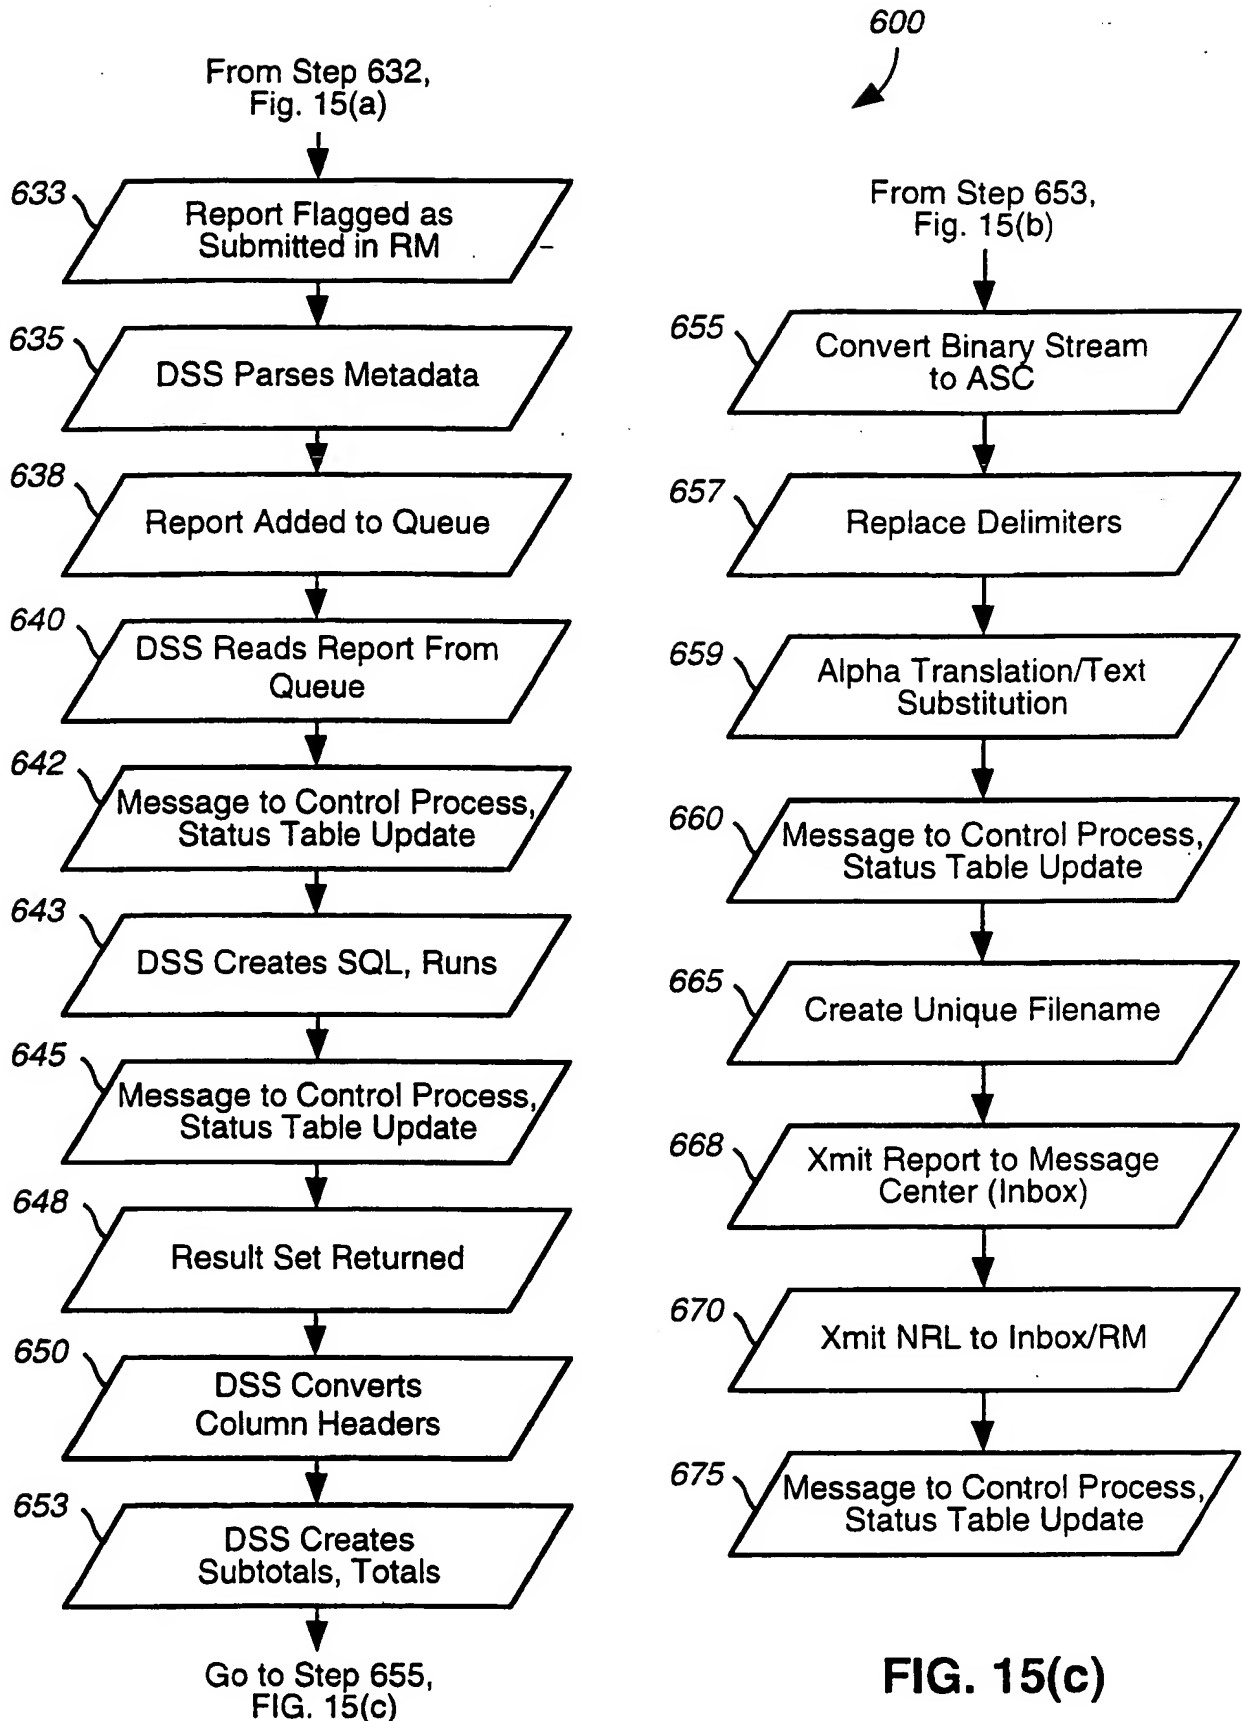 600
From Step 632,
Fig. 15(a)
633
Report Flagged as
Submitted in RM
635
DSS Parses Metadata
638
Report Added to Queue
640
DSS Reads Report From
Queue
642
Message to Control Process,
Status Table Update
643
DSS Creates SQL, Runs
645
Message to Control Process,
Status Table Update
648
Result Set Returned
650
DSS Converts
Column Headers
653
DSS Creates
Subtotals, Totals
Go to Step 655,
FIG. 15(c)
From Step 653,
Fig. 15(b)
655
Convert Binary Stream
to ASC
657
Replace Delimiters
659
Alpha Translation/Text
Substitution
660
Message to Control Process,
Status Table Update
665
Create Unique Filename
668
Xmit Report to Message
Center (Inbox)
670
Xmit NRL to Inbox/RM
675
Message to Control Process,
Status Table Update
FIG. 15(c)